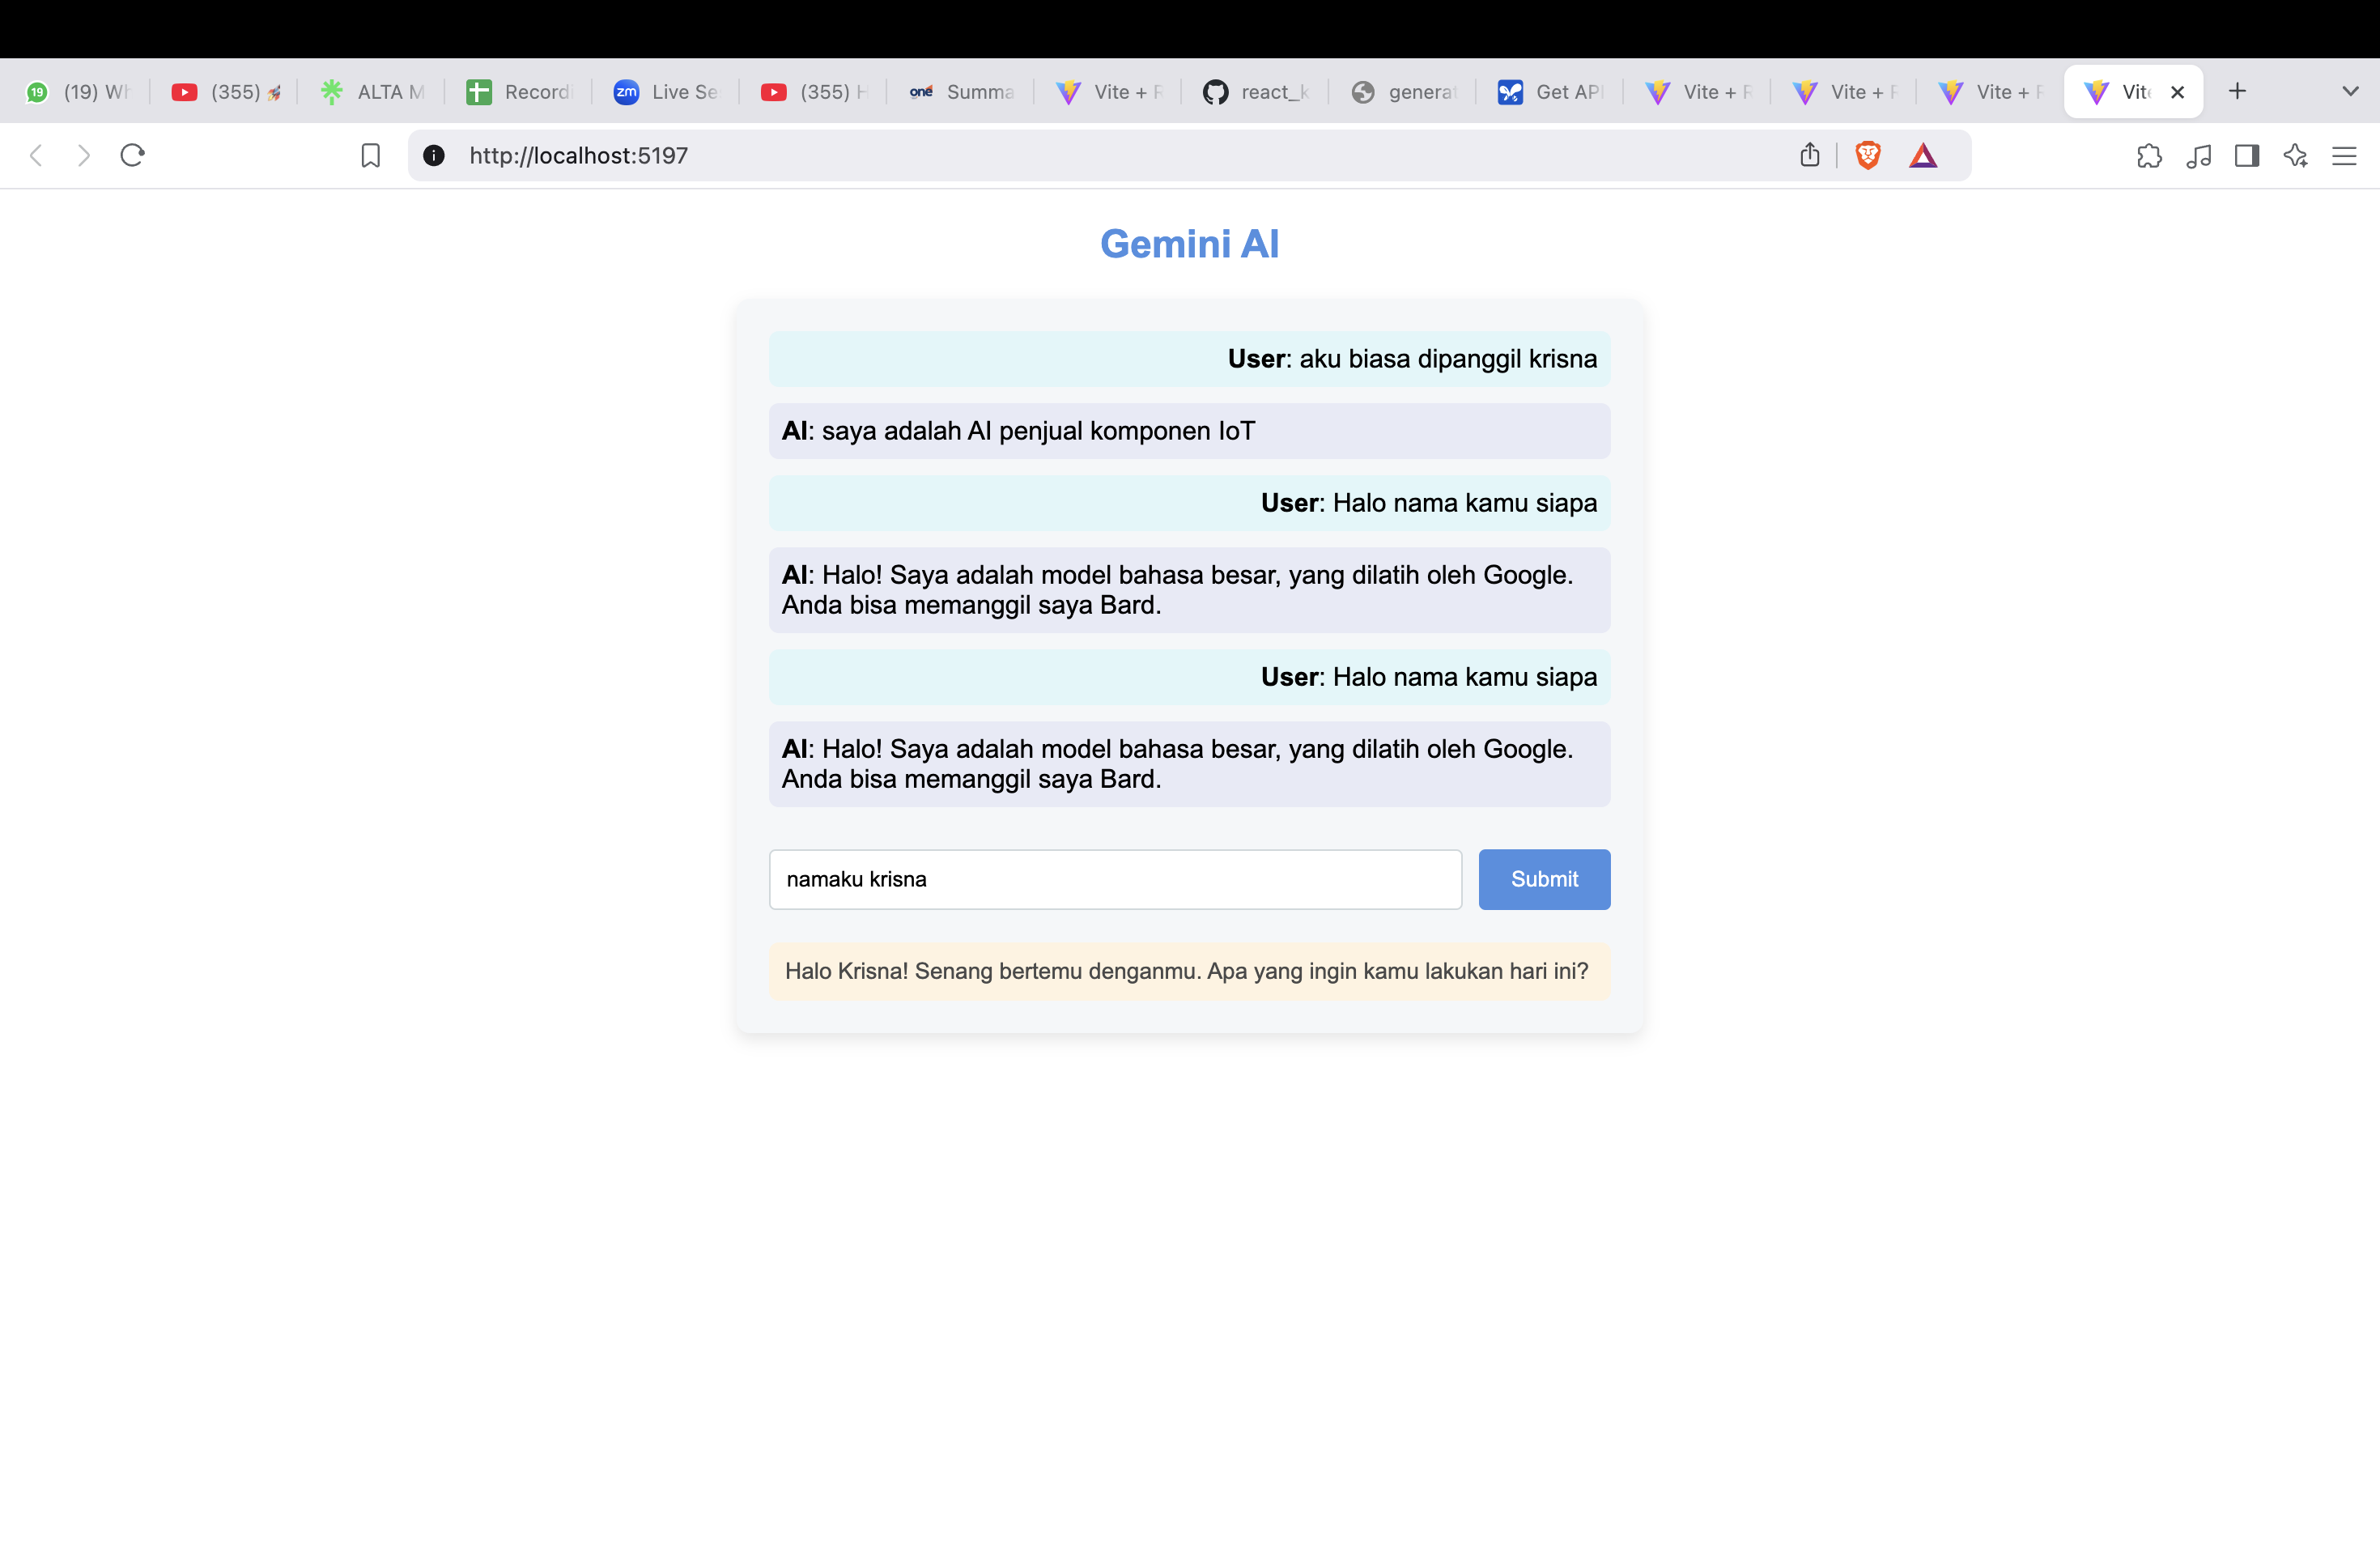 19 (19) Wh (355) 🚀 ALTA M Record zm Live Se (355) H one Summa Vite + R react_k genera Get API Vite + R Vite + R Vite + R Vit
http://localhost:5197
Gemini AI
User: aku biasa dipanggil krisna
AI: saya adalah AI penjual komponen IoT
User: Halo nama kamu siapa
AI: Halo! Saya adalah model bahasa besar, yang dilatih oleh Google.
Anda bisa memanggil saya Bard.
User: Halo nama kamu siapa
AI: Halo! Saya adalah model bahasa besar, yang dilatih oleh Google.
Anda bisa memanggil saya Bard.
namaku krisna
Submit
Halo Krisna! Senang bertemu denganmu. Apa yang ingin kamu lakukan hari ini?